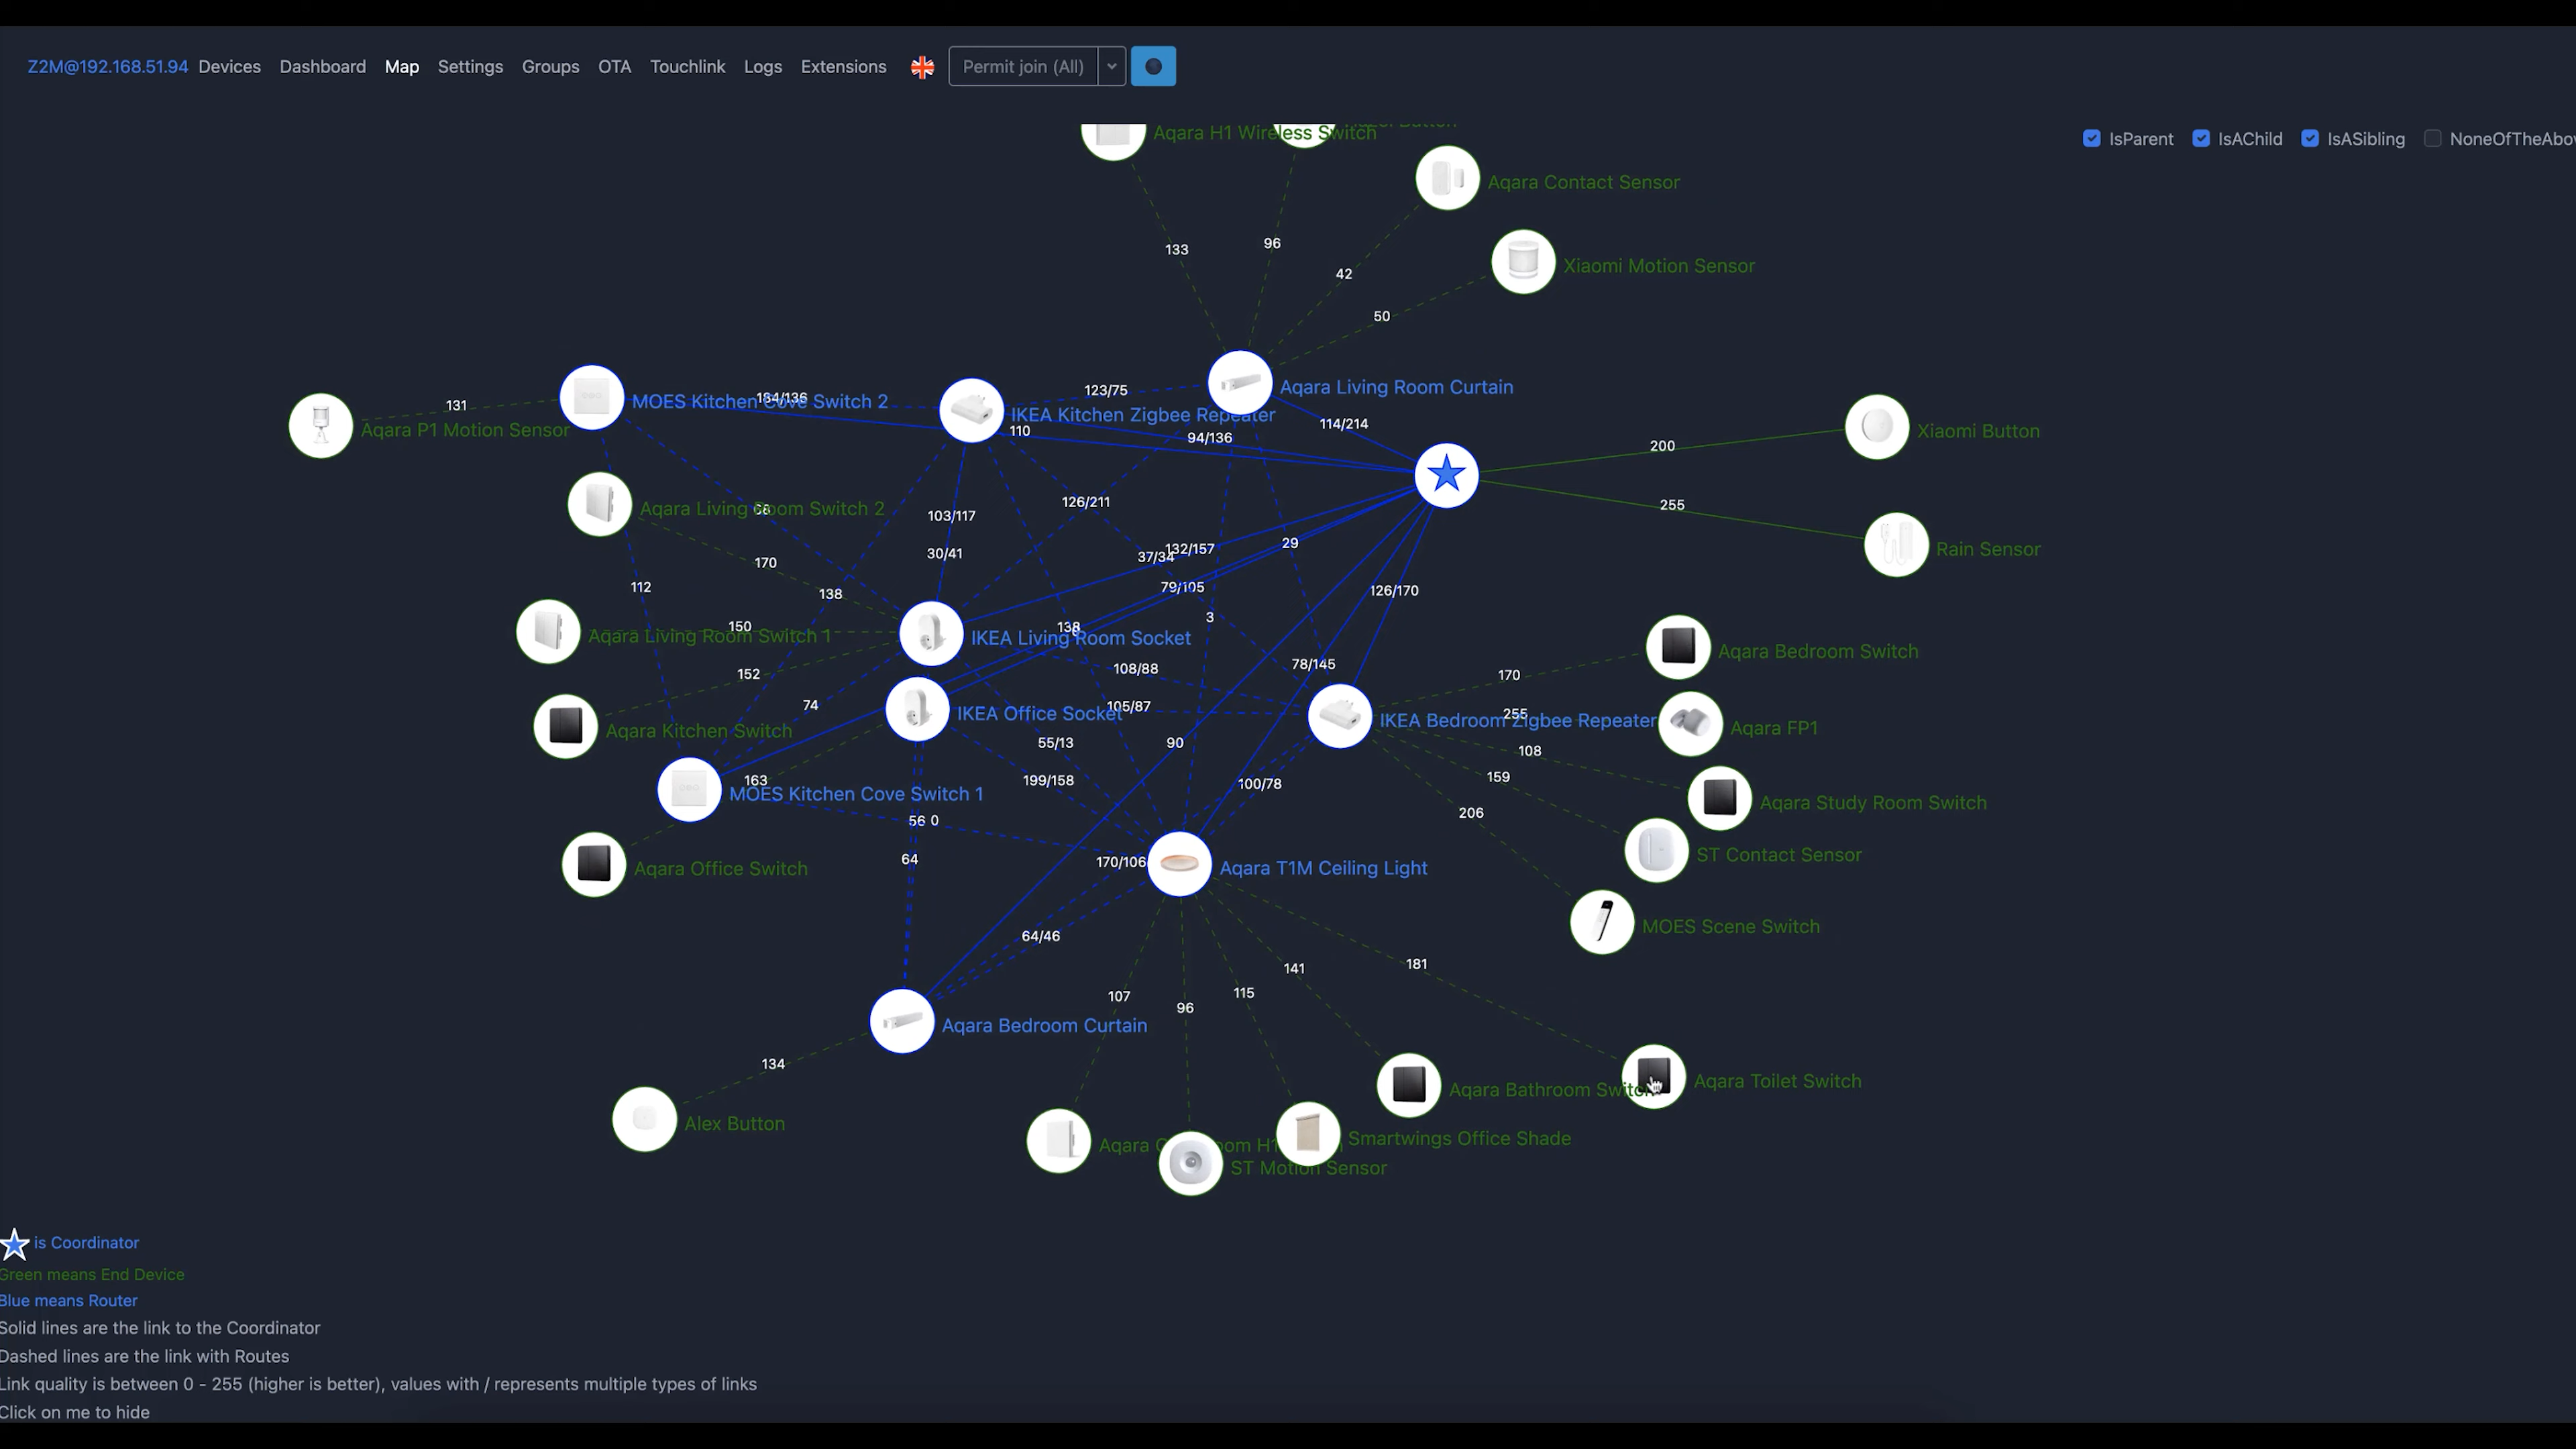 Z2M@192.168.51.94 Devices Dashboard Map Settings Groups OTA Touchlink Logs Extensions Permit join (All)
IsParent IsAChild IsASibling NoneOfTheAbov
Aqara H1 Wireless Switch
Button
Aqara Contact Sensor
133
96
42
Xiaomi Motion Sensor
50
Aqara Living Room Curtain
123/75
184/136
MOES Kitchen Cove Switch 2
131
Aqara P1 Motion Sensor
IKEA Kitchen Zigbee Repeater
110
94/136
114/214
200
Xiaomi Button
255
Rain Sensor
Aqara Living Room Switch 2
126/211
103/117
30/41
37/34
132/157
29
170
112
138
79/105
126/170
3
150
Aqara Living Room Switch 1
IKEA Living Room Socket
138
152
108/88
78/145
170
Aqara Bedroom Switch
74
IKEA Office Socket
105/87
IKEA Bedroom Zigbee Repeater
255
Aqara FP1
Aqara Kitchen Switch
55/13
90
108
163
199/158
100/78
159
MOES Kitchen Cove Switch 1
206
Aqara Study Room Switch
56 0
64
170/106
Aqara Office Switch
Aqara T1M Ceiling Light
ST Contact Sensor
MOES Scene Switch
64/46
107
96
115
141
181
Aqara Bedroom Curtain
134
Alex Button
Aqara Bathroom Switch
Aqara Toilet Switch
Aqara
oom H1
Smartwings Office Shade
ST Motion Sensor
is Coordinator
Green means End Device
Blue means Router
Solid lines are the link to the Coordinator
Dashed lines are the link with Routes
Link quality is between 0 - 255 (higher is better), values with / represents multiple types of links
Click on me to hide